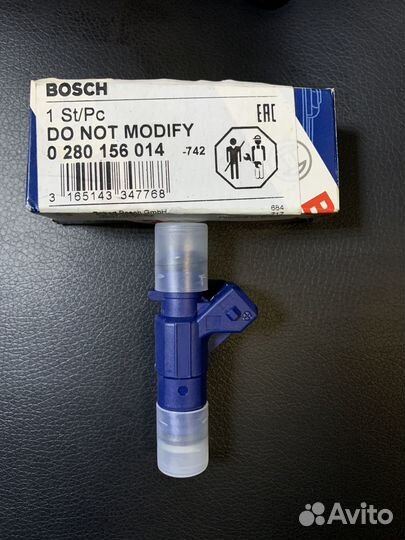 BOSCH
1 St/Pc
DO NOT MODIFY
0 280 156 014 -742
EAC
3 165143 347768
Robert Bosch GmbH
684
Avito